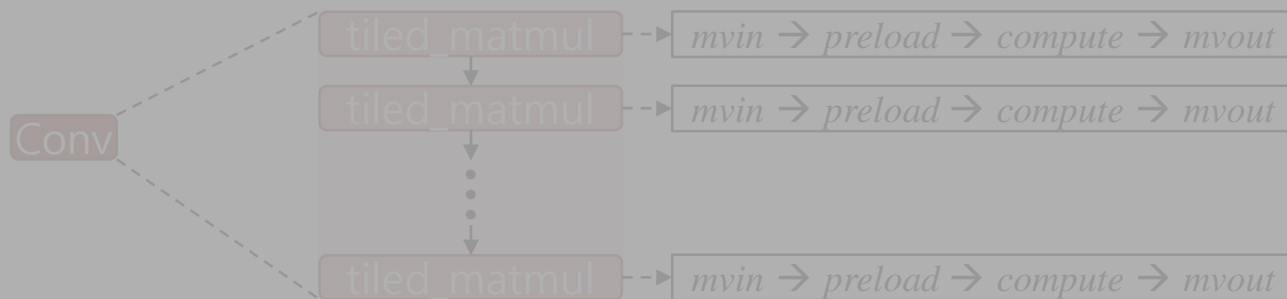 tiled_matmul mvin → preload → compute → mvout
tiled_matmul mvin → preload → compute → mvout
Conv
tiled_matmul mvin → preload → compute → mvout